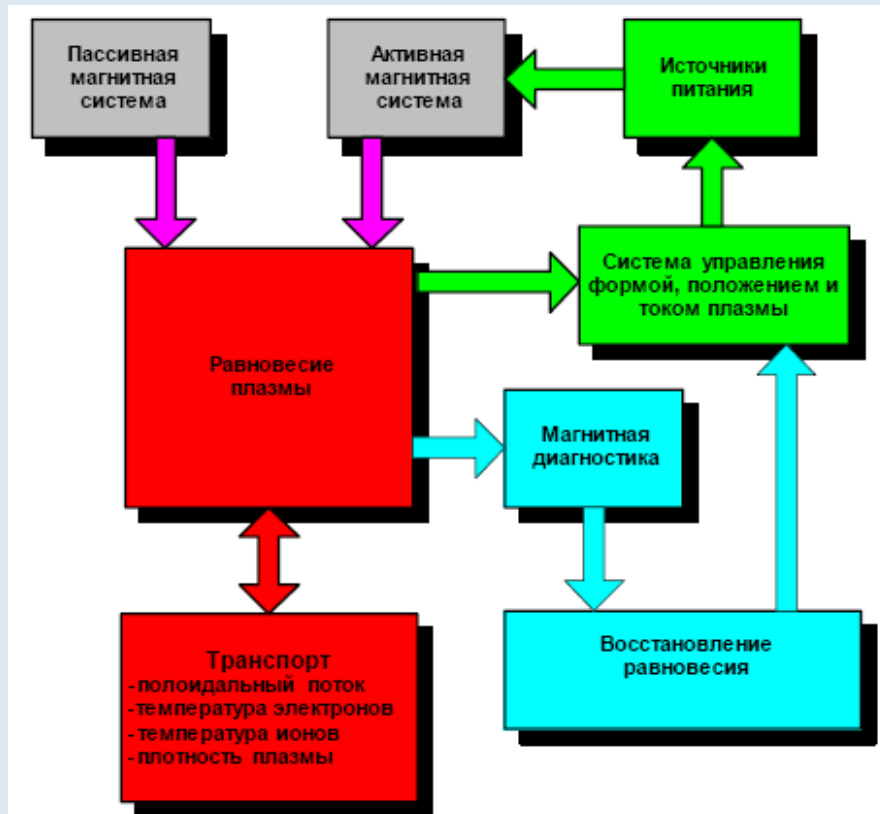 Пассивная
магнитная
система
Активная
магнитная
система
Источники
питания
Система управления
формой, положением и
током плазмы
Равновесие
плазмы
Магнитная
диагностика
Восстановление
равновесия
Транспорт
-полоидальный поток
-температура электронов
-температура ионов
-плотность плазмы